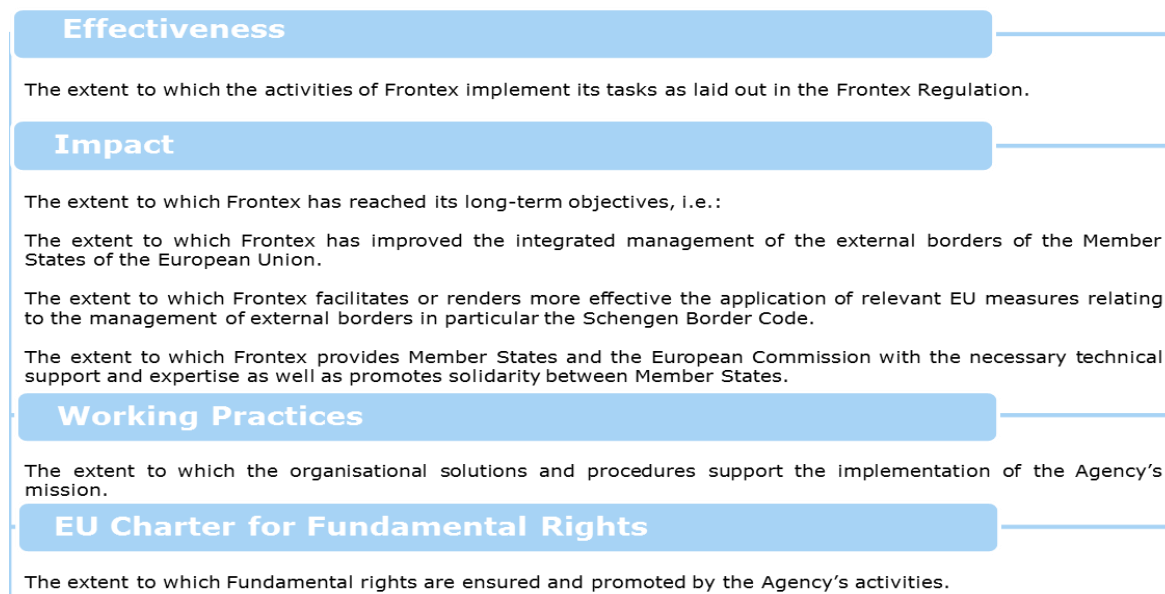 Effectiveness
The extent to which the activities of Frontex implement its tasks as laid out in the Frontex Regulation.
Impact
The extent to which Frontex has reached its long-term objectives, i.e.:
The extent to which Frontex has improved the integrated management of the external borders of the Member
States of the European Union.
The extent to which Frontex facilitates or renders more effective the application of relevant EU measures relating
to the management of external borders in particular the Schengen Border Code.
The extent to which Frontex provides Member States and the European Commission with the necessary technical
support and expertise as well as promotes solidarity between Member States.
Working Practices
The extent to which the organisational solutions and procedures support the implementation of the Agency’s
mission.
EU Charter for Fundamental Rights
The extent to which Fundamental rights are ensured and promoted by the Agency’s activities.